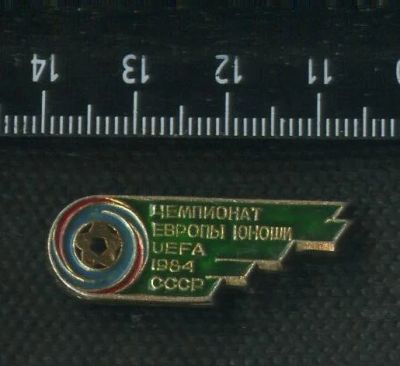 14 13 12 11
ЧЕМПИОНАТ
ЕВРОПЫ ЮНОШИ
UEFA
1984
СССР